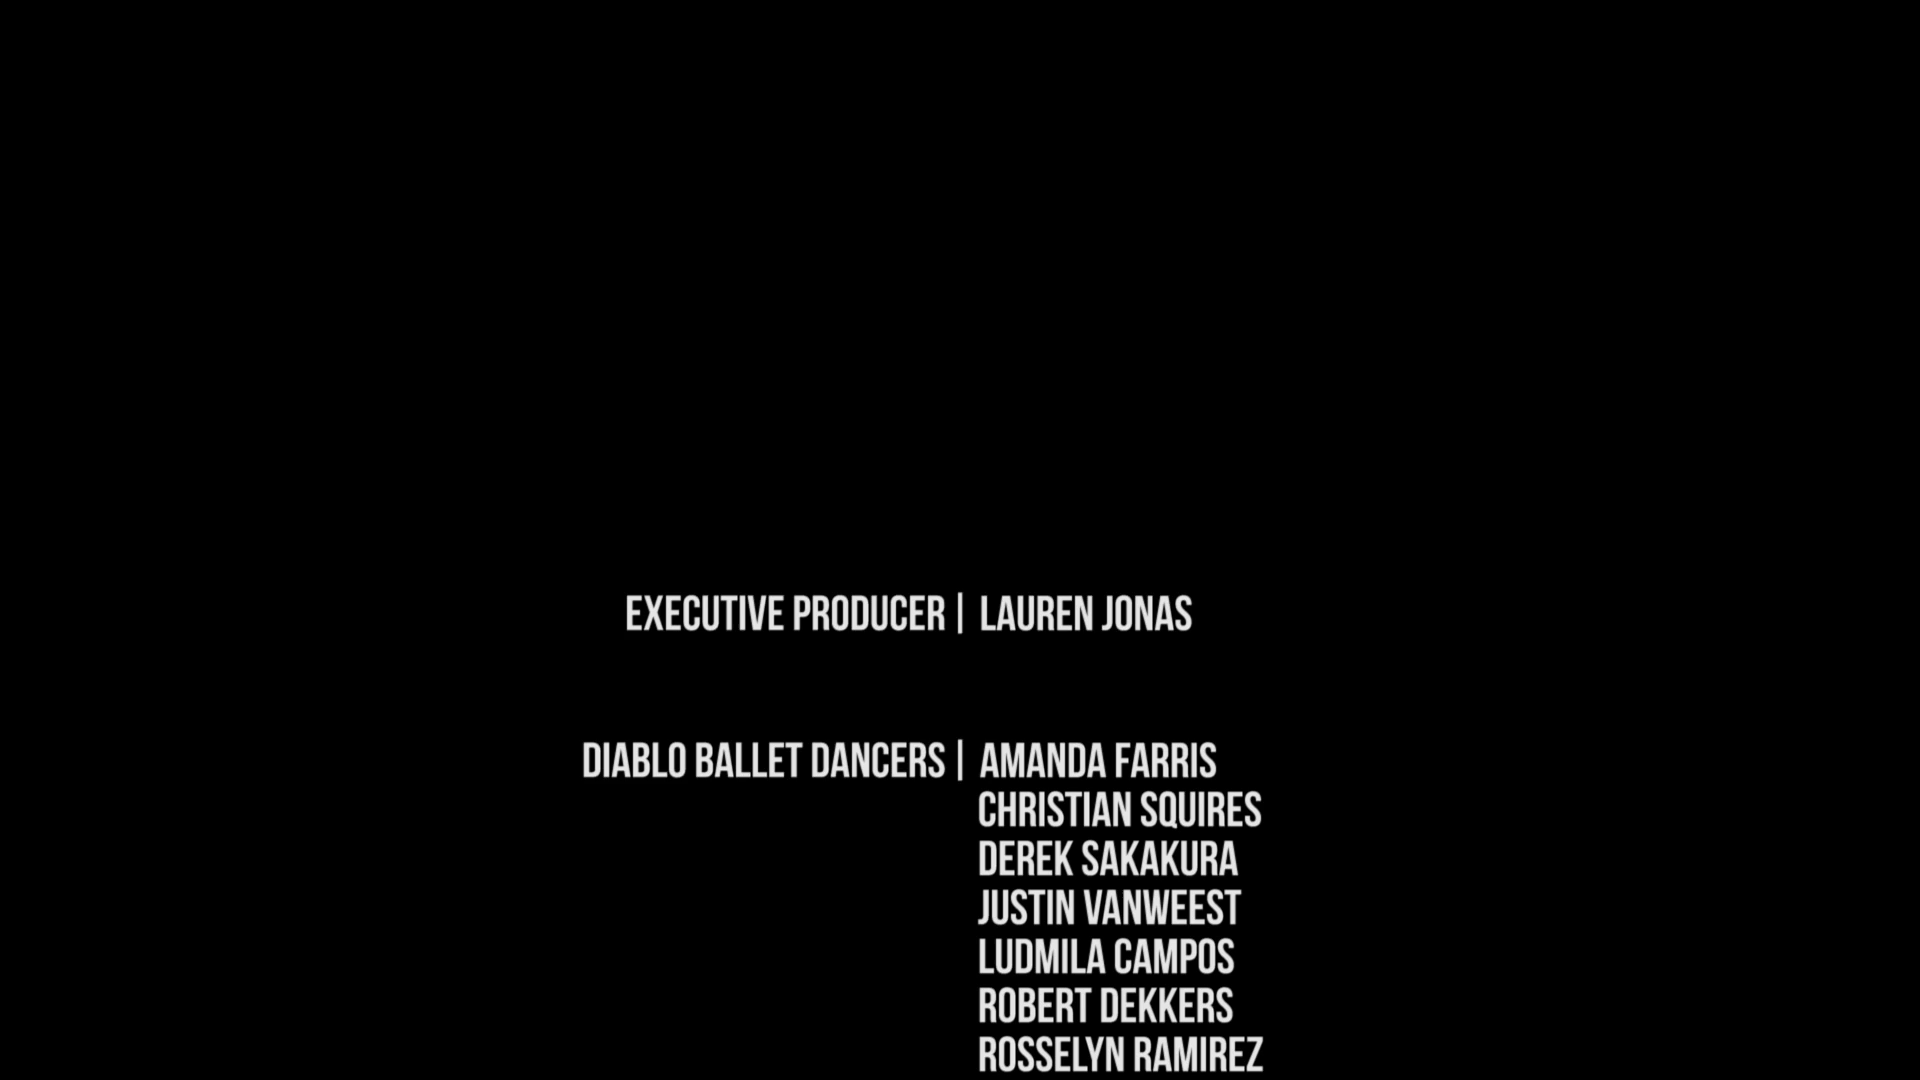 EXECUTIVE PRODUCER | LAUREN JONAS
DIABLO BALLET DANCERS | AMANDA FARRIS
CHRISTIAN SQUIRES
DEREK SAKAKURA
JUSTIN VANWEEST
LUDMILA CAMPOS
ROBERT DEKKERS
ROSSELYN RAMIREZ